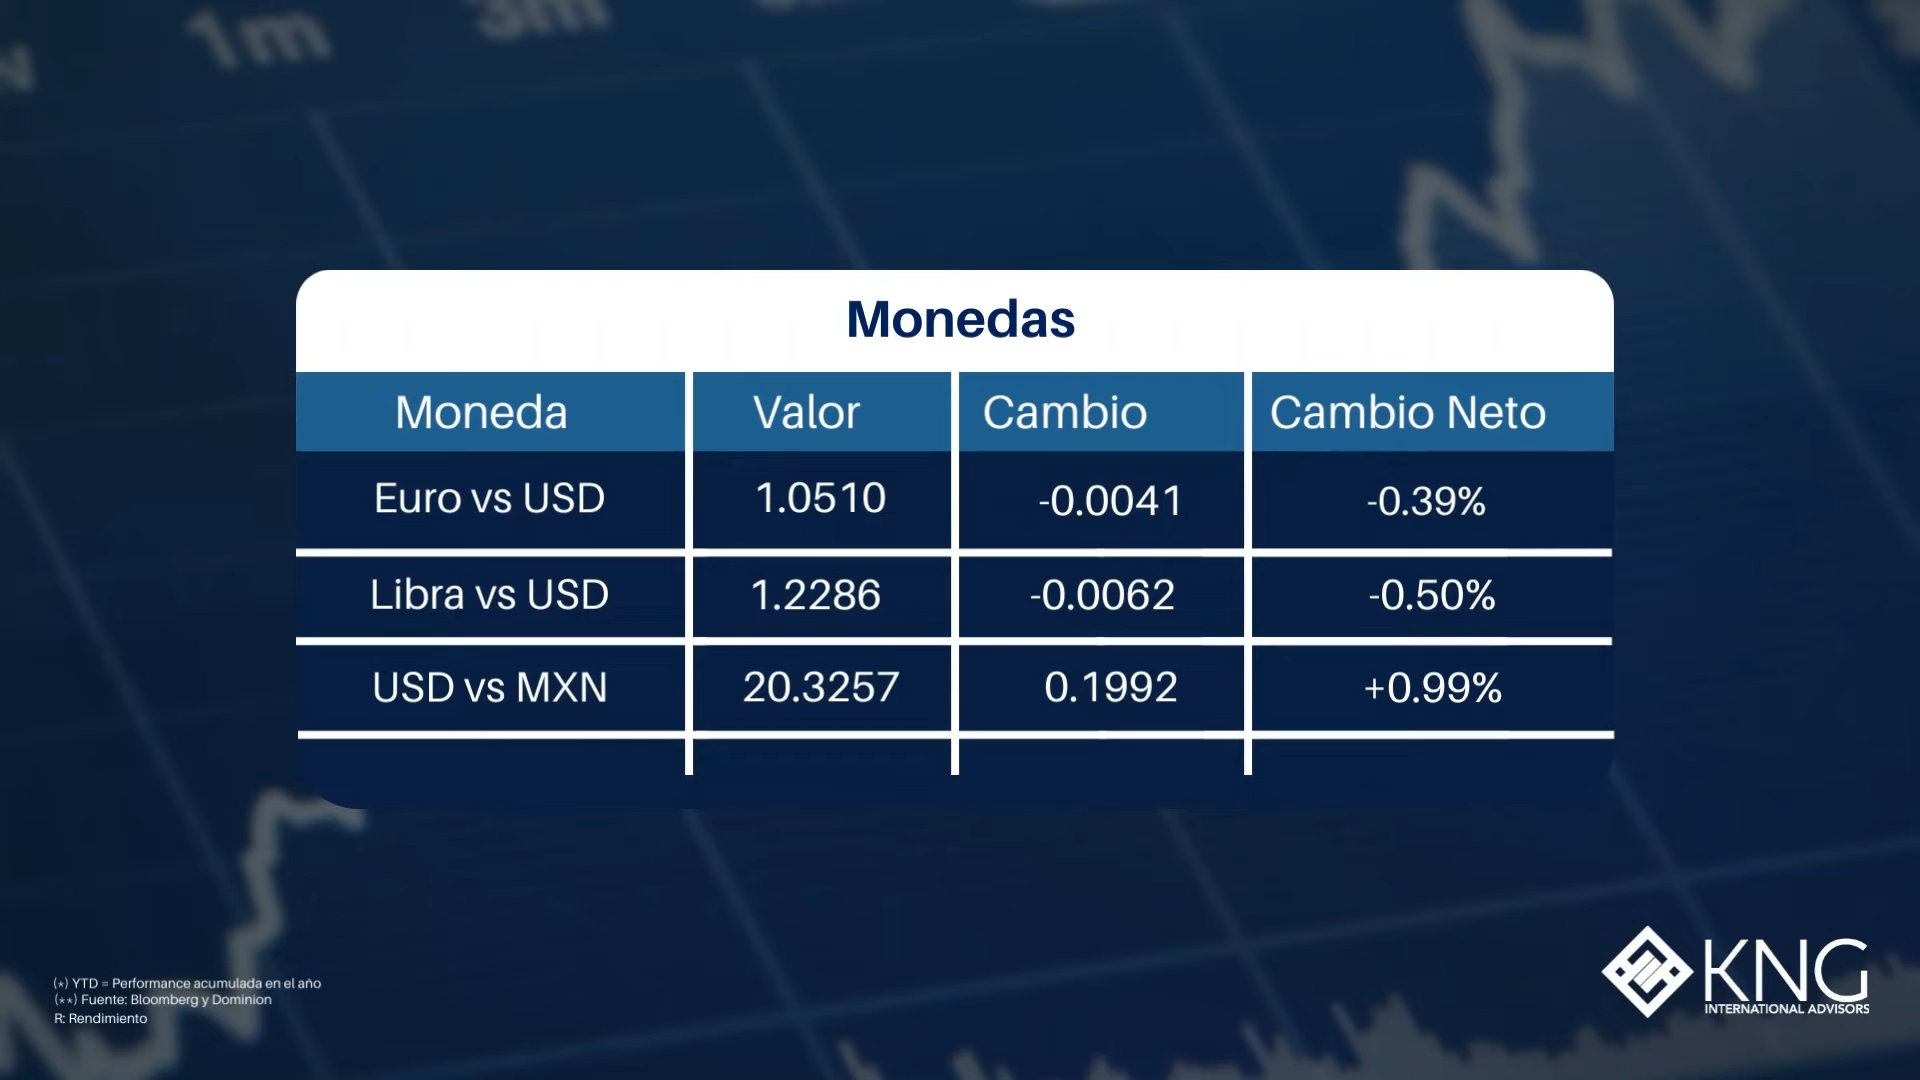 1m 3m
Monedas
Moneda Valor Cambio Cambio Neto
Euro vs USD 1.0510 -0.0041 -0.39%
Libra vs USD 1.2286 -0.0062 -0.50%
USD vs MXN 20.3257 0.1992 +0.99%
(*) YTD = Performance acumulada en el año
(**) Fuente: Bloomberg y Dominion
R: Rendimiento
KNG
INTERNATIONAL ADVISORS